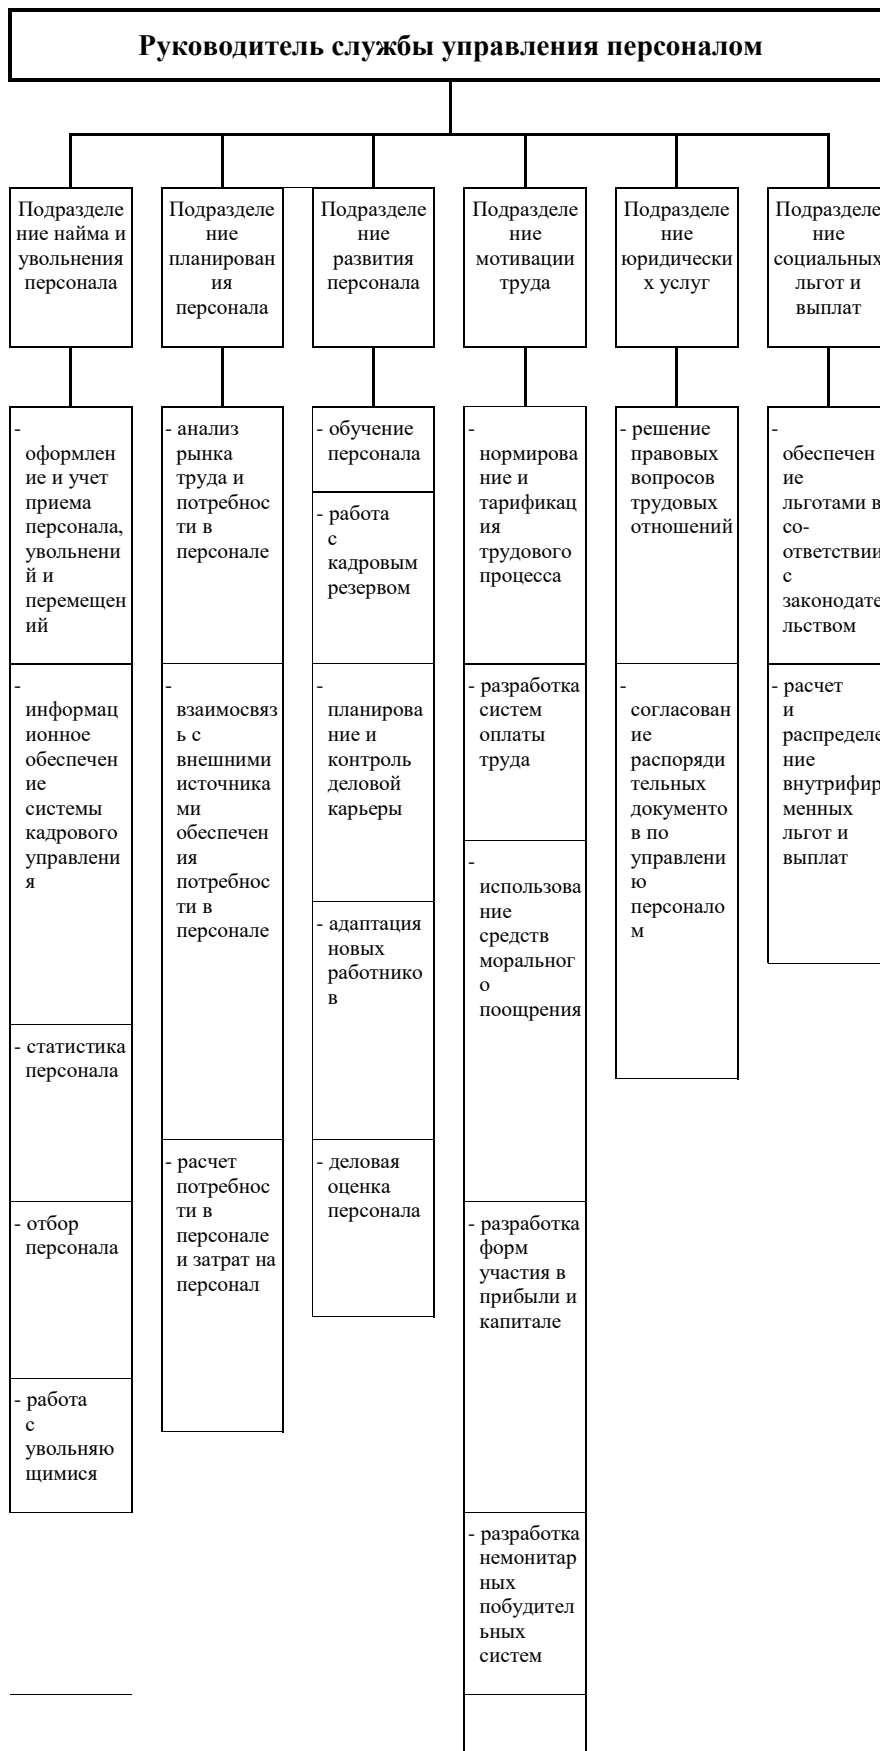 Руководитель службы управления персоналом
Подразделе
ние найма и
увольнения
персонала
Подразделе
ние
планирован
ия
персонала
Подразделе
ние
развития
персонала
Подразделе
ние
мотивации
труда
Подразделе
ние
юридически
х услуг
Подразделе
ние
социальных
льгот и
выплат
-
оформлен
ие и учет
приема
персонала,
увольнени
й и
перемещен
ий
-
информац
ионное
обеспечен
ие
системы
кадрового
управлени
я
- статистика
персонала
- отбор
персонала
- работа
с
увольняю
щимися
- анализ
рынка
труда и
потребнос
ти в
персонале
-
взаимосвяз
ь с
внешними
источника
ми
обеспечен
ия
потребнос
ти в
персонале
- расчет
потребнос
ти в
персонале
и затрат на
персонал
- обучение
персонала
- работа
с
кадровым
резервом
-
планирова
ние и
контроль
деловой
карьеры
- адаптация
новых
работнико
в
- деловая
оценка
персонала
-
нормирова
ние и
тарификац
ия
трудового
процесса
- разработка
систем
оплаты
труда
-
использова
ние
средств
моральног
о
поощрения
- разработка
форм
участия в
прибыли и
капитале
- разработка
немонитар
ных
побудител
ьных
систем
- решение
правовых
вопросов
трудовых
отношений
-
согласован
ие
распоряди
тельных
документо
в по
управлени
ю
персонало
м
-
обеспечен
ие
льготами в
со-
ответствии
с
законодате
льством
- расчет
и
распределе
ние
внутрифир
менных
льгот и
выплат